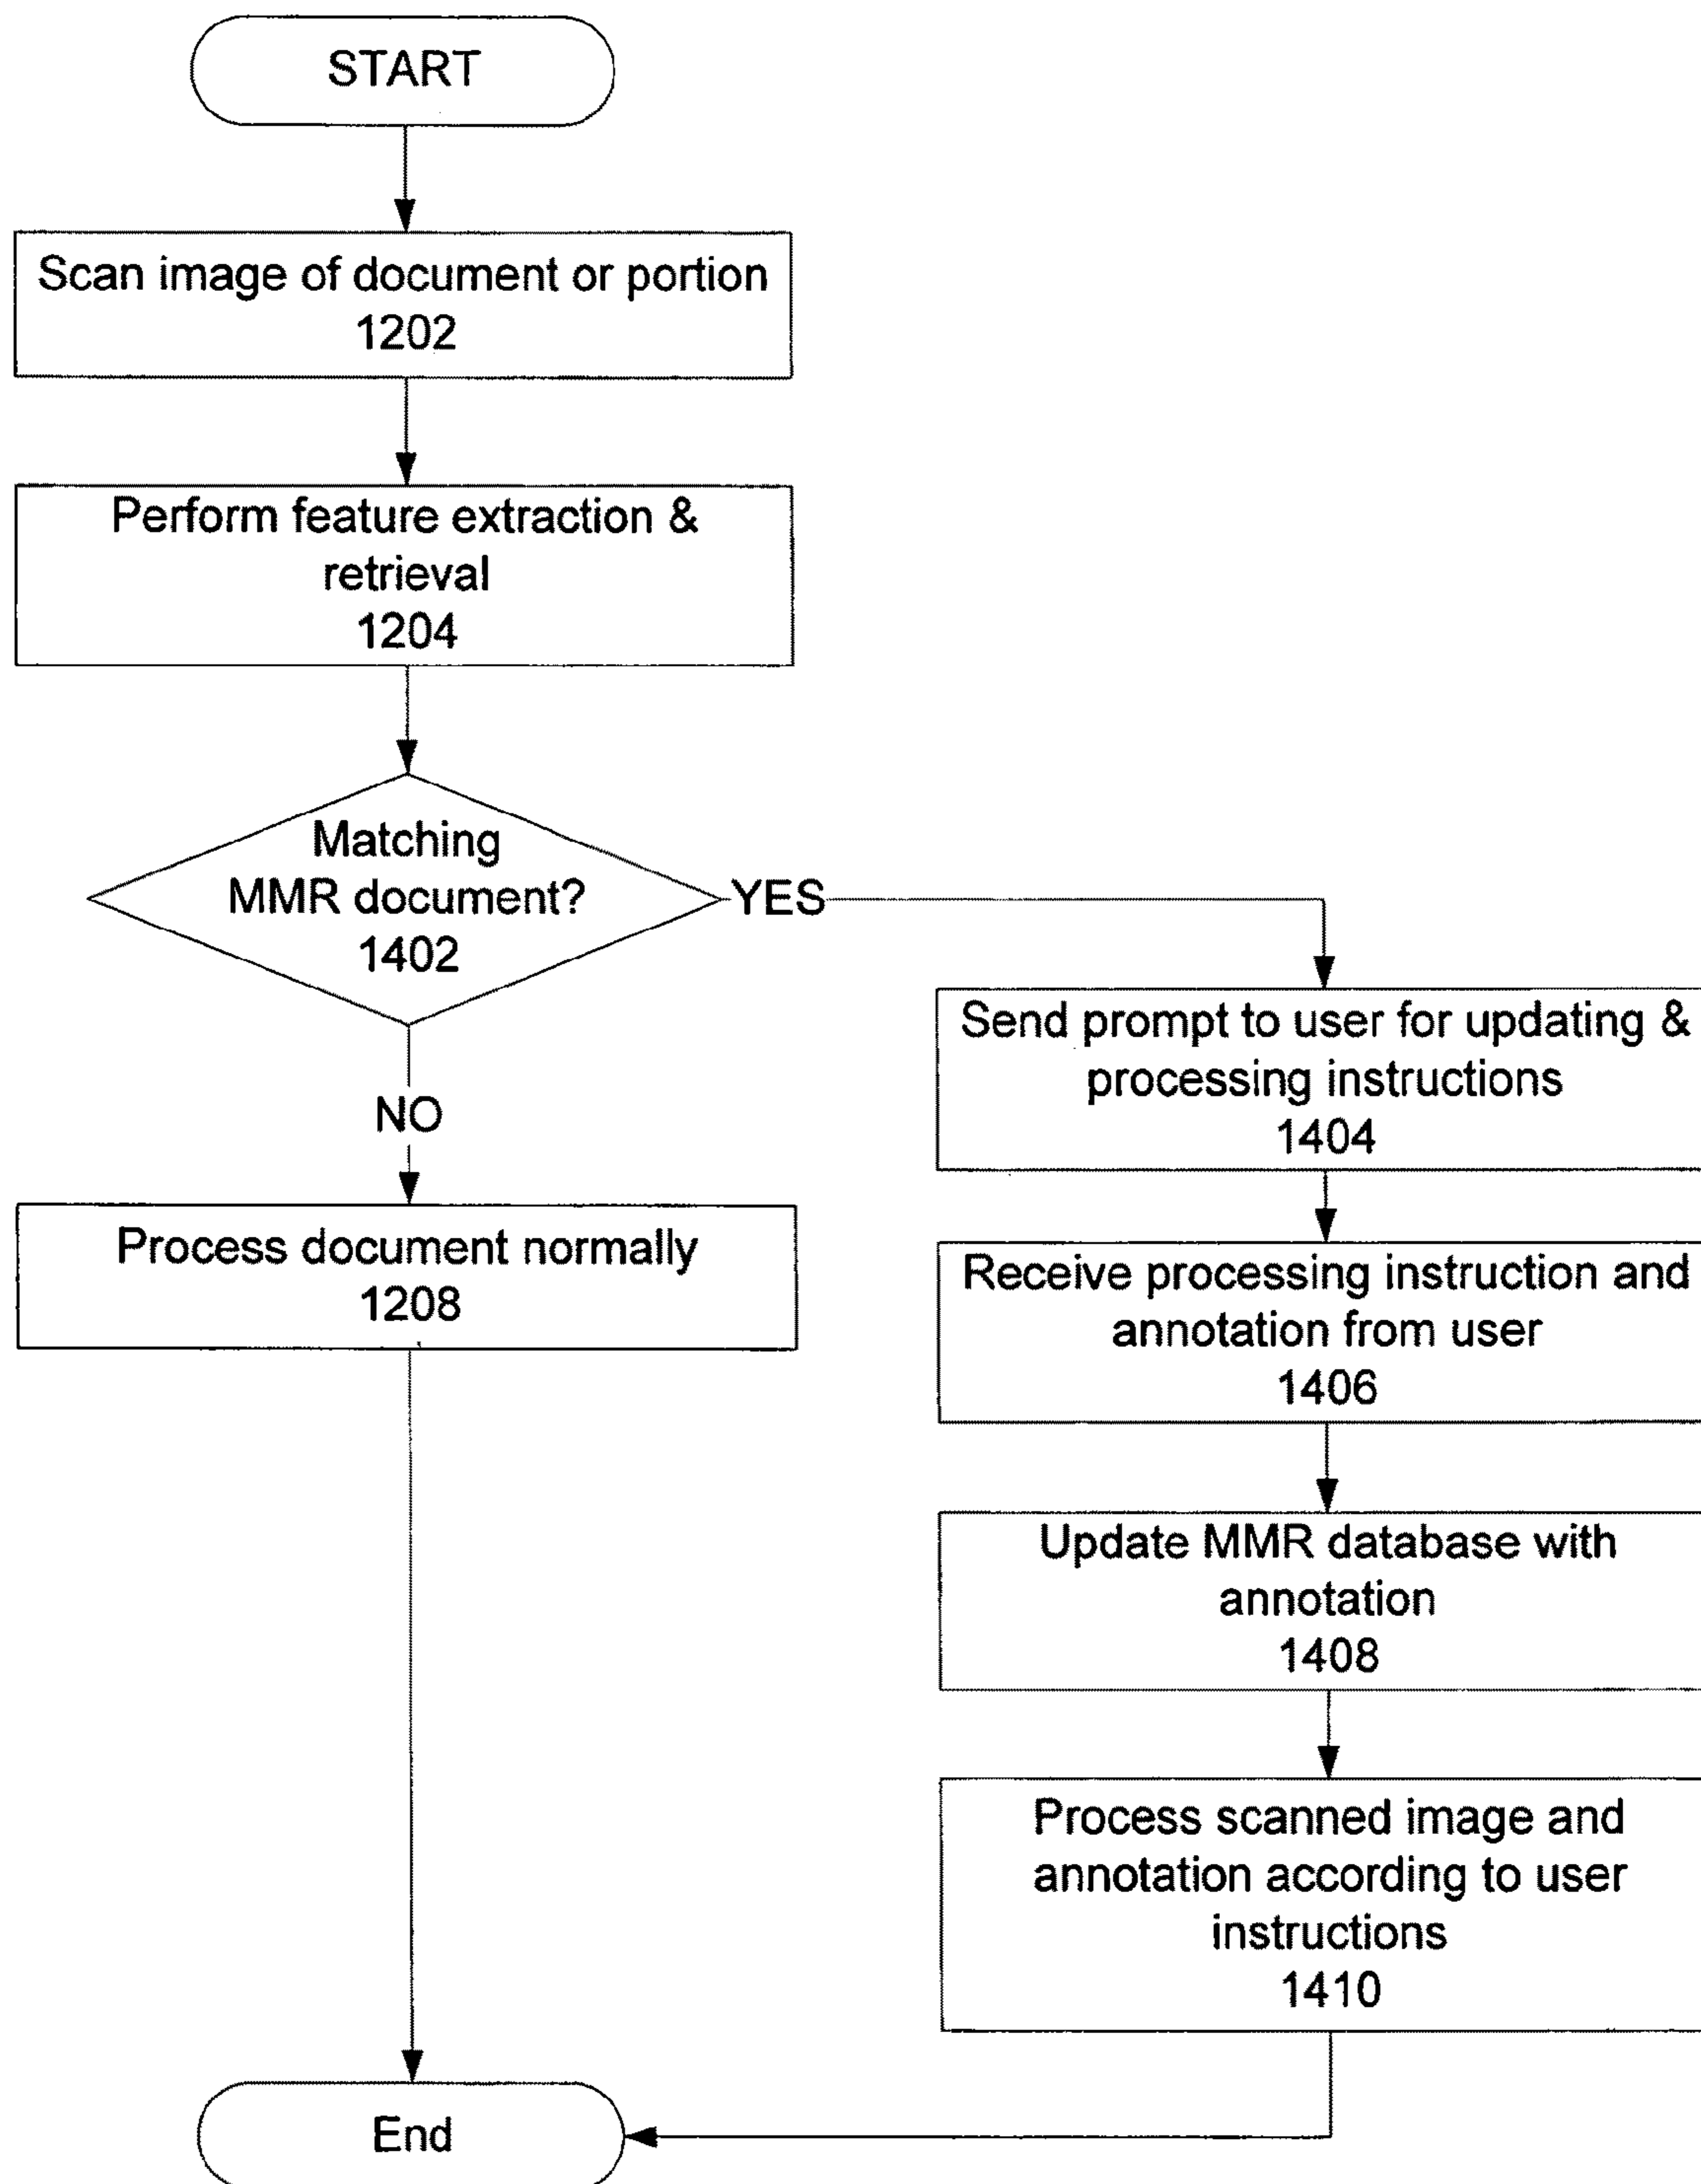 START
Scan image of document or portion
1202
Perform feature extraction &
retrieval
1204
Matching
MMR document?
1402
YES
NO
Process document normally
1208
Send prompt to user for updating &
processing instructions
1404
Receive processing instruction and
annotation from user
1406
Update MMR database with
annotation
1408
Process scanned image and
annotation according to user
instructions
1410
End